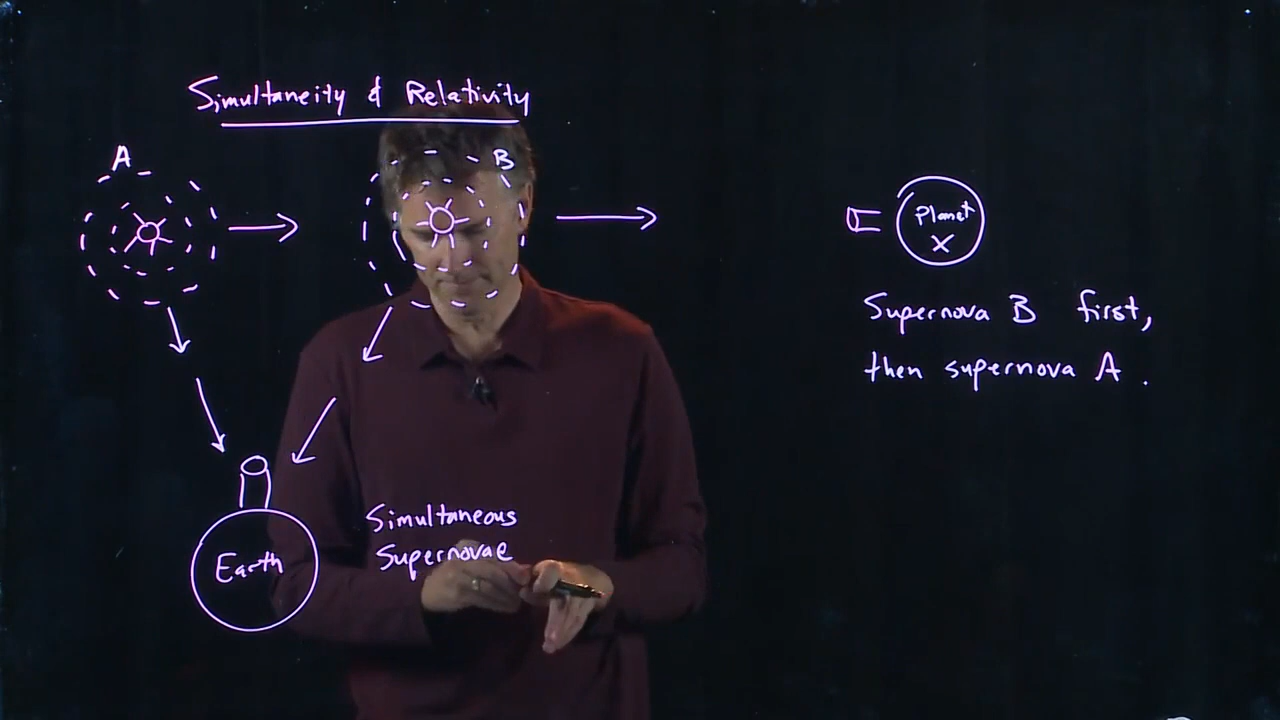 Simultaneity & Relativity
A
B
Planet
X
Supernova B first,
then supernova A.
Simultaneous
Supernovae
Earth